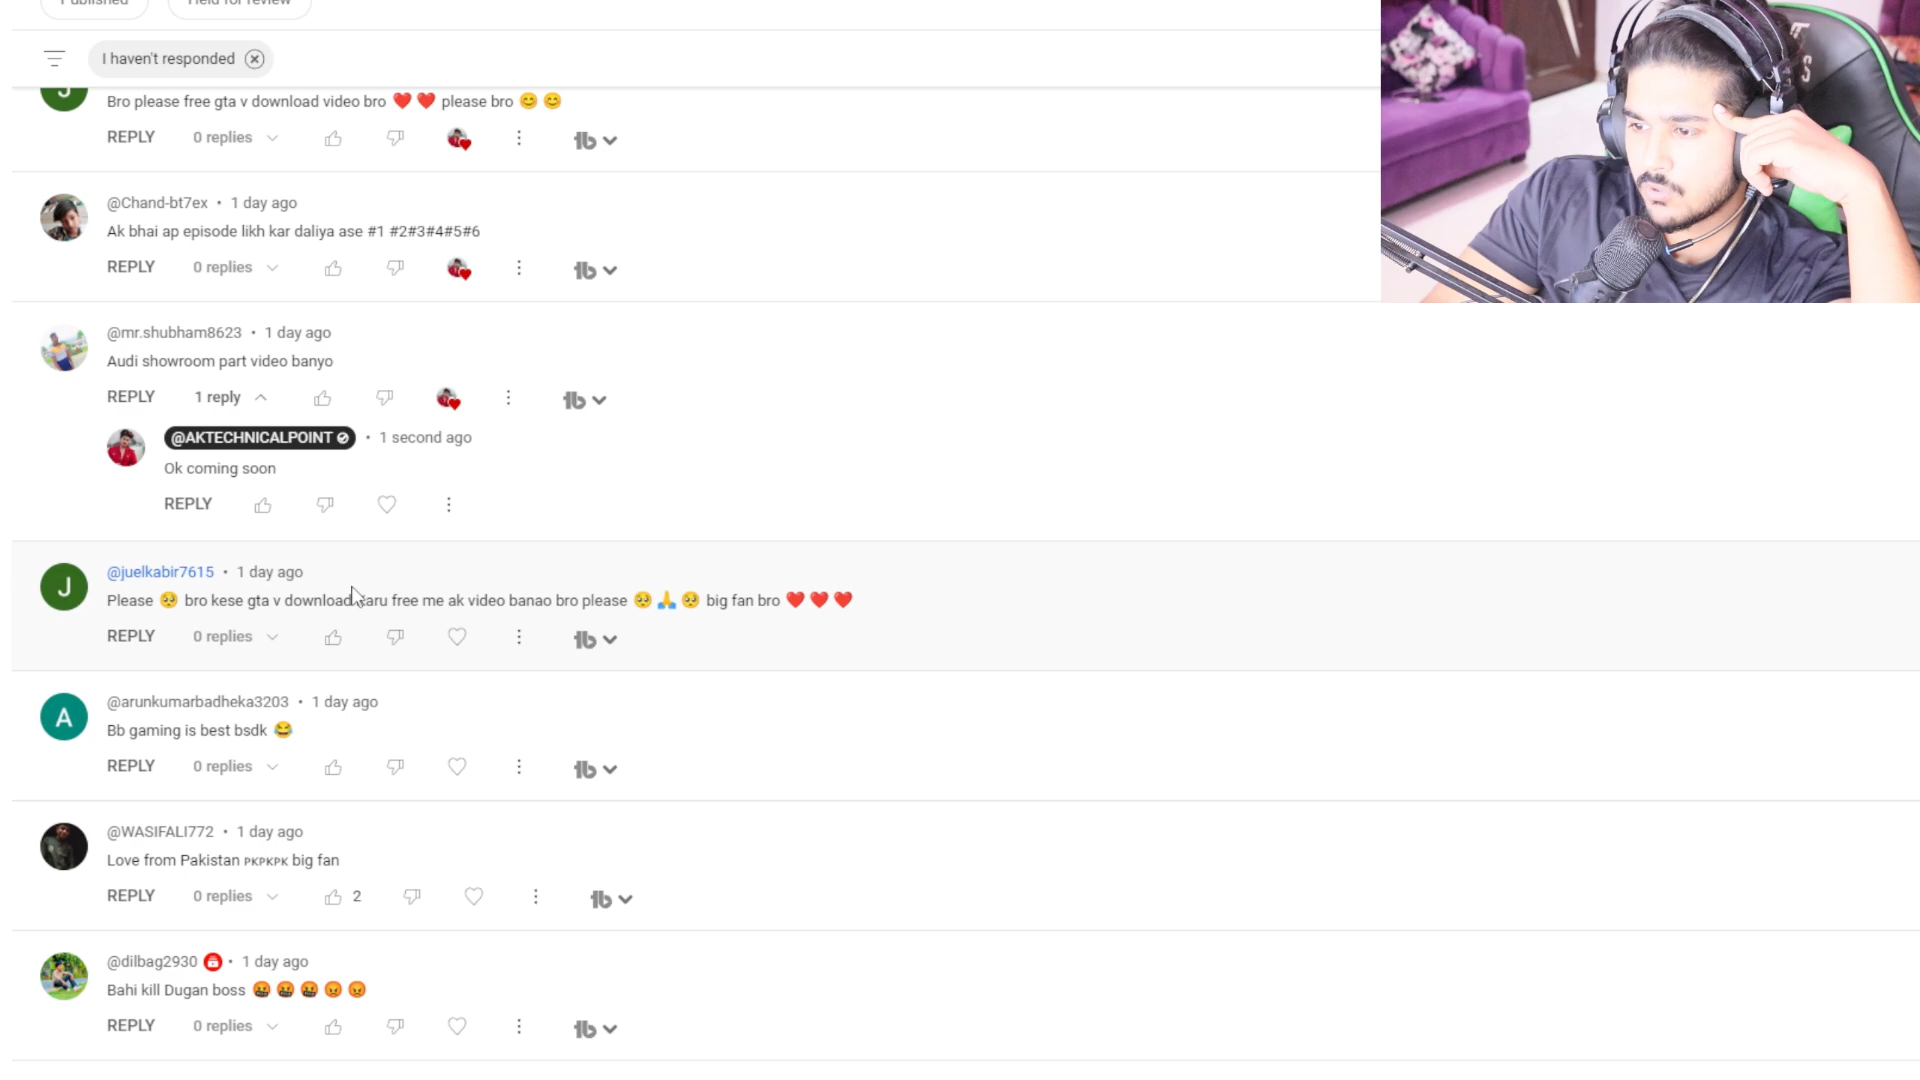 Published Held for review
I haven't responded
Bro please free gta v download video bro ❤️ ❤️ please bro 😊 😊
REPLY 0 replies
@Chand-bt7ex • 1 day ago
Ak bhai ap episode likh kar daliya ase #1 #2#3#4#5#6
REPLY 0 replies
@mr.shubham8623 • 1 day ago
Audi showroom part video banyo
REPLY 1 reply
@AKTECHNICALPOINT • 1 second ago
Ok coming soon
REPLY
J
@juelkabir7615 • 1 day ago
Please 🥺 bro kese gta v download karu free me ak video banao bro please 🥺 🙏 🥺 big fan bro ❤️ ❤️ ❤️
REPLY 0 replies
A
@arunkumarbadheka3203 • 1 day ago
Bb gaming is best bsdk 😂
REPLY 0 replies
@WASIFALI772 • 1 day ago
Love from Pakistan PKPKPK big fan
REPLY 0 replies 2
@dilbag2930 • 1 day ago
Bahi kill Dugan boss 🤬 🤬 🤬 😡 😡
REPLY 0 replies